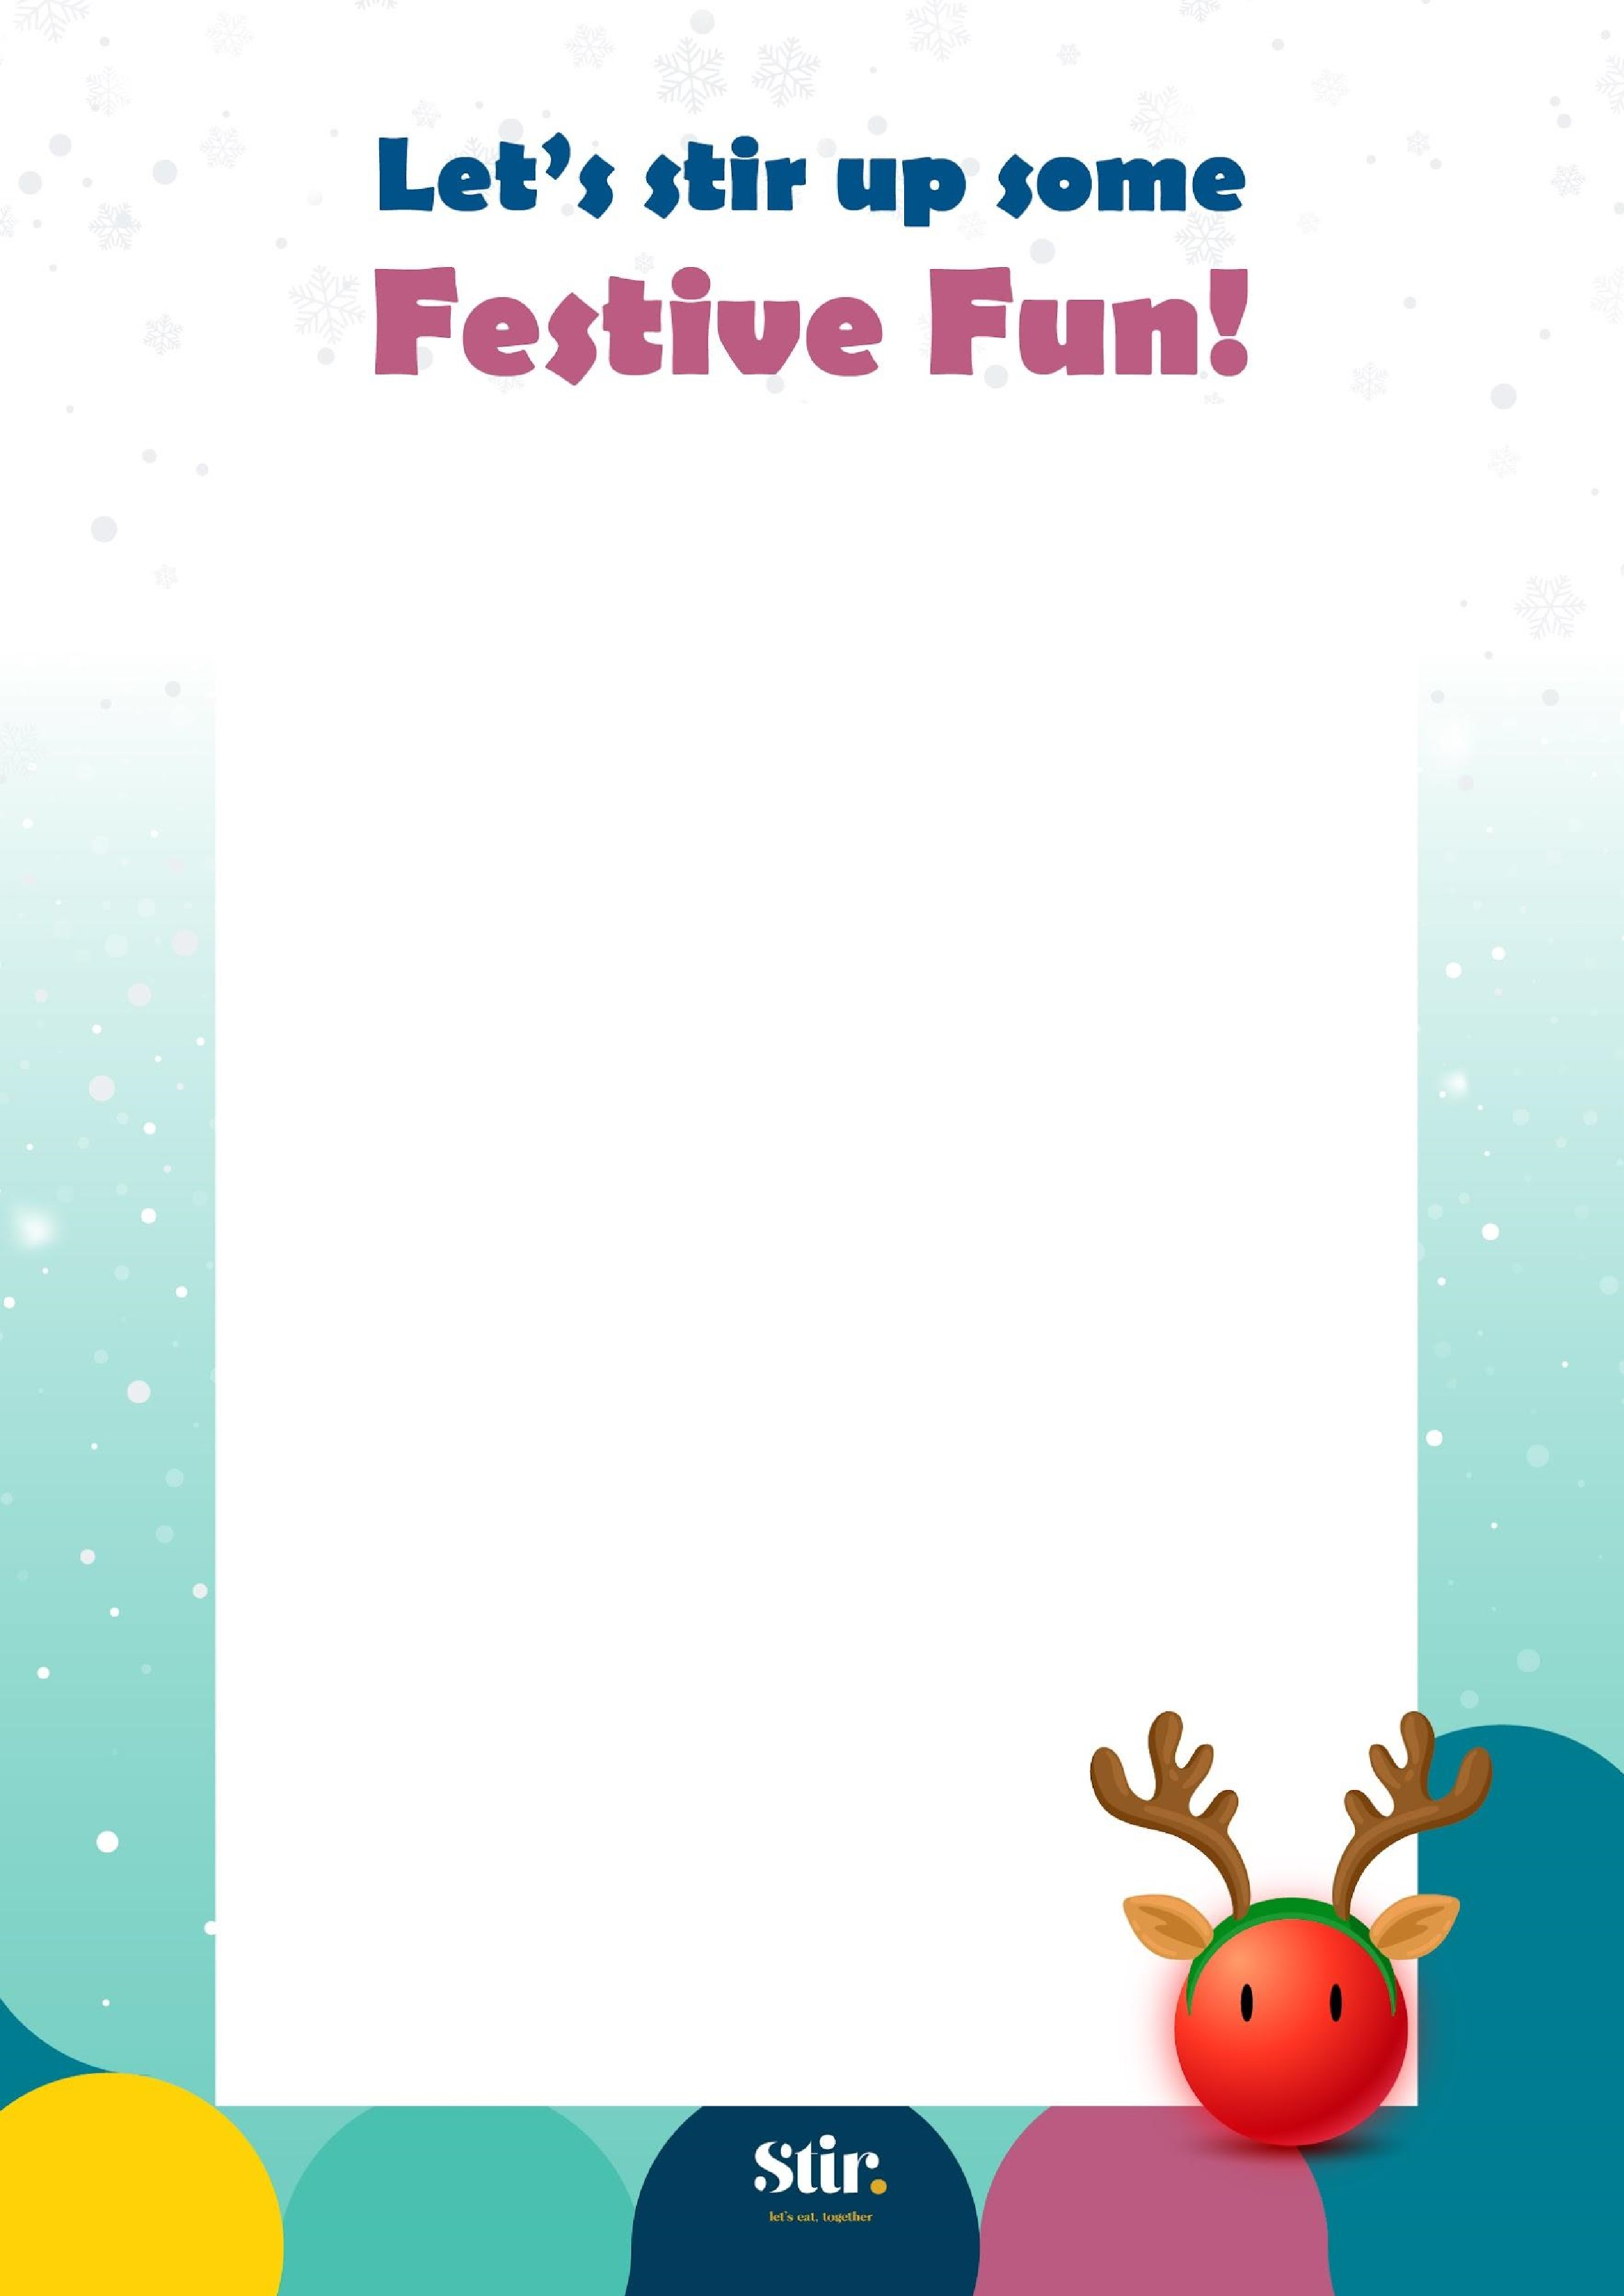 Let's stir up some
Festive Fun!
Stir.
let's eat, together